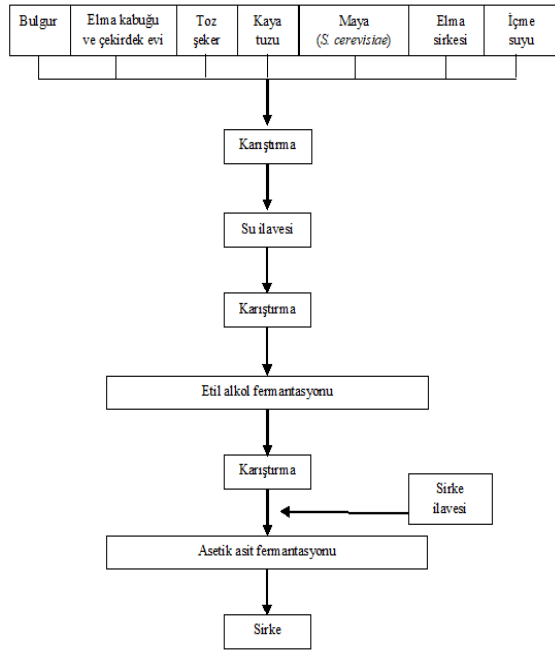 Bulgur
Elma kabuğu
ve çekirdek evi
Toz
şeker
Kaya
tuzu
Maya
(S. cerevisiae)
Elma
sirkesi
İçme
suyu
Karıştırma
Su ilavesi
Karıştırma
Etil alkol fermantasyonu
Karıştırma
Sirke
ilavesi
Asetik asit fermantasyonu
Sirke